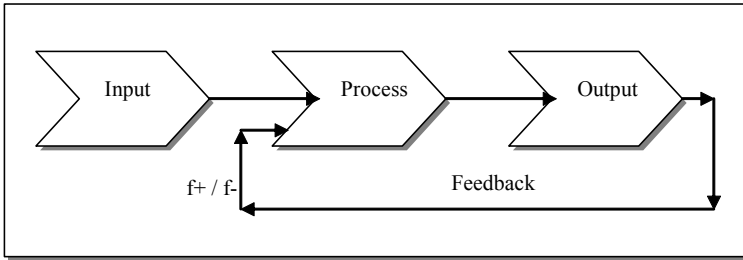 Input
Process
Output
f+ / f-
Feedback